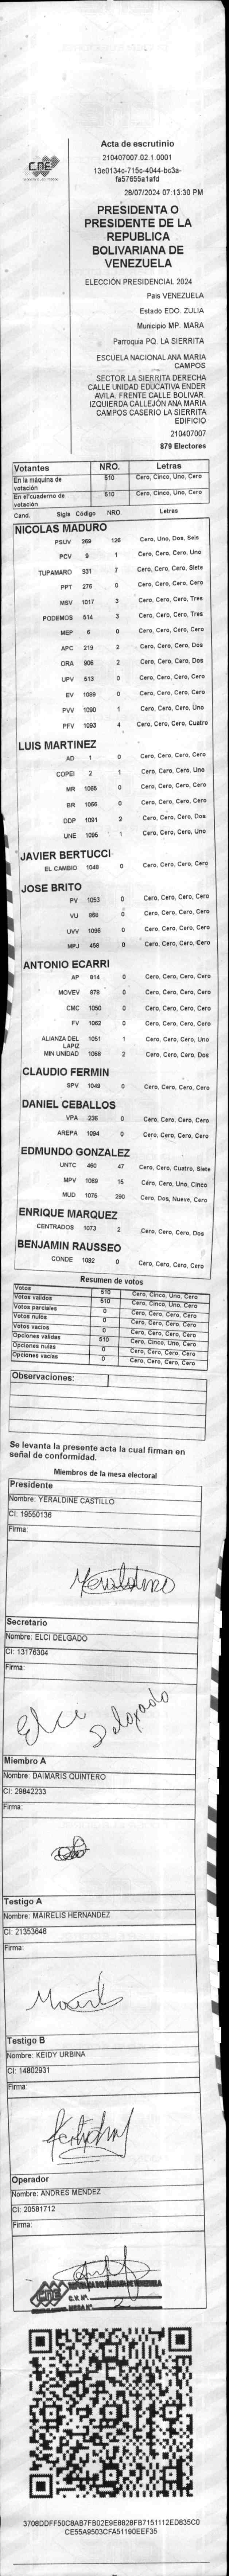 CNE
Acta de escrutinio
210407007.02.1.0001
13e0134c-715c-4044-bc3a-
fa57655a1afd
28/07/2024 07:13:30 PM
PRESIDENTA O
PRESIDENTE DE LA
REPUBLICA
BOLIVARIANA DE
VENEZUELA
ELECCIÓN PRESIDENCIAL 2024
Pais VENEZUELA
Estado EDO. ZULIA
Municipio MP. MARA
Parroquia PQ. LA SIERRITA
ESCUELA NACIONAL ANA MARIA
CAMPOS
SECTOR LA SIERRITA DERECHA
CALLE UNIDAD EDUCATIVA ENDER
AVILA. FRENTE CALLE BOLIVAR.
IZQUIERDA CALLEJÓN ANA MARIA
CAMPOS CASERIO LA SIERRITA
EDIFICIO
210407007
879 Electores
Votantes NRO. Letras
En la máquina de votación 510 Cero, Cinco, Uno, Cero
En el cuaderno de votación 510 Cero, Cinco, Uno, Cero
Cand. Sigla Código NRO. Letras
NICOLAS MADURO
PSUV 269 126 Cero, Uno, Dos, Seis
PCV 9 1 Cero, Cero, Cero, Uno
TUPAMARO 931 7 Cero, Cero, Cero, Siete
PPT 276 0 Cero, Cero, Cero, Cero
MSV 1017 3 Cero, Cero, Cero, Tres
PODEMOS 514 3 Cero, Cero, Cero, Tres
MEP 6 0 Cero, Cero, Cero, Cero
APC 219 2 Cero, Cero, Cero, Dos
ORA 906 2 Cero, Cero, Cero, Dos
UPV 513 0 Cero, Cero, Cero, Cero
EV 1089 0 Cero, Cero, Cero, Cero
PVV 1090 1 Cero, Cero, Cero, Uno
PFV 1093 4 Cero, Cero, Cero, Cuatro
LUIS MARTINEZ
AD 1 0 Cero, Cero, Cero, Cero
COPEI 2 1 Cero, Cero, Cero, Uno
MR 1065 0 Cero, Cero, Cero, Cero
BR 1066 0 Cero, Cero, Cero, Cero
DDP 1091 2 Cero, Cero, Cero, Dos
UNE 1095 1 Cero, Cero, Cero, Uno
JAVIER BERTUCCI
EL CAMBIO 1048 0 Cero, Cero, Cero, Cero
JOSE BRITO
PV 1053 0 Cero, Cero, Cero, Cero
VU 868 0 Cero, Cero, Cero, Cero
UVV 1096 0 Cero, Cero, Cero, Cero
MPJ 458 0 Cero, Cero, Cero, Cero
ANTONIO ECARRI
AP 814 0 Cero, Cero, Cero, Cero
MOVEV 978 0 Cero, Cero, Cero, Cero
CMC 1050 0 Cero, Cero, Cero, Cero
FV 1062 0 Cero, Cero, Cero, Cero
ALIANZA DEL LAPIZ 1051 1 Cero, Cero, Cero, Uno
MIN UNIDAD 1068 2 Cero, Cero, Cero, Dos
CLAUDIO FERMIN
SPV 1049 0 Cero, Cero, Cero, Cero
DANIEL CEBALLOS
VPA 236 0 Cero, Cero, Cero, Cero
AREPA 1094 0 Cero, Cero, Cero, Cero
EDMUNDO GONZALEZ
UNTC 460 47 Cero, Cero, Cuatro, Siete
MPV 1069 15 Cero, Cero, Uno, Cinco
MUD 1075 290 Cero, Dos, Nueve, Cero
ENRIQUE MARQUEZ
CENTRADOS 1073 2 Cero, Cero, Cero, Dos
BENJAMIN RAUSSEO
CONDE 1082 0 Cero, Cero, Cero, Cero
Resumen de votos
Votos 510 Cero, Cinco, Uno, Cero
Votos validos 510 Cero, Cinco, Uno, Cero
Votos parciales 0 Cero, Cero, Cero, Cero
Votos nulos 0 Cero, Cero, Cero, Cero
Votos vacios 0 Cero, Cero, Cero, Cero
Opciones validas 510 Cero, Cinco, Uno, Cero
Opciones nulas 0 Cero, Cero, Cero, Cero
Opciones vacias 0 Cero, Cero, Cero, Cero
Observaciones:
Se levanta la presente acta la cual firman en
señal de conformidad.
Miembros de la mesa electoral
Presidente
Nombre: YERALDINE CASTILLO
CI: 19550136
Firma:
Secretario
Nombre: ELCI DELGADO
CI: 13176304
Firma:
Elci Delgado
Miembro A
Nombre: DAIMARIS QUINTERO
CI: 29842233
Firma:
Testigo A
Nombre: MAIRELIS HERNANDEZ
CI: 21353648
Firma:
Testigo B
Nombre: KEIDY URBINA
CI: 14802931
Firma:
Operador
Nombre: ANDRES MENDEZ
CI: 20581712
Firma:
CNE
REPÚBLICA BOLIVARIANA DE VENEZUELA
C.V. Nº.
MESA Nº. 2
3708DDFF50C8AB7FB02E9E8828FB7151112ED835C0
CE55A9503CFA51190EEF35